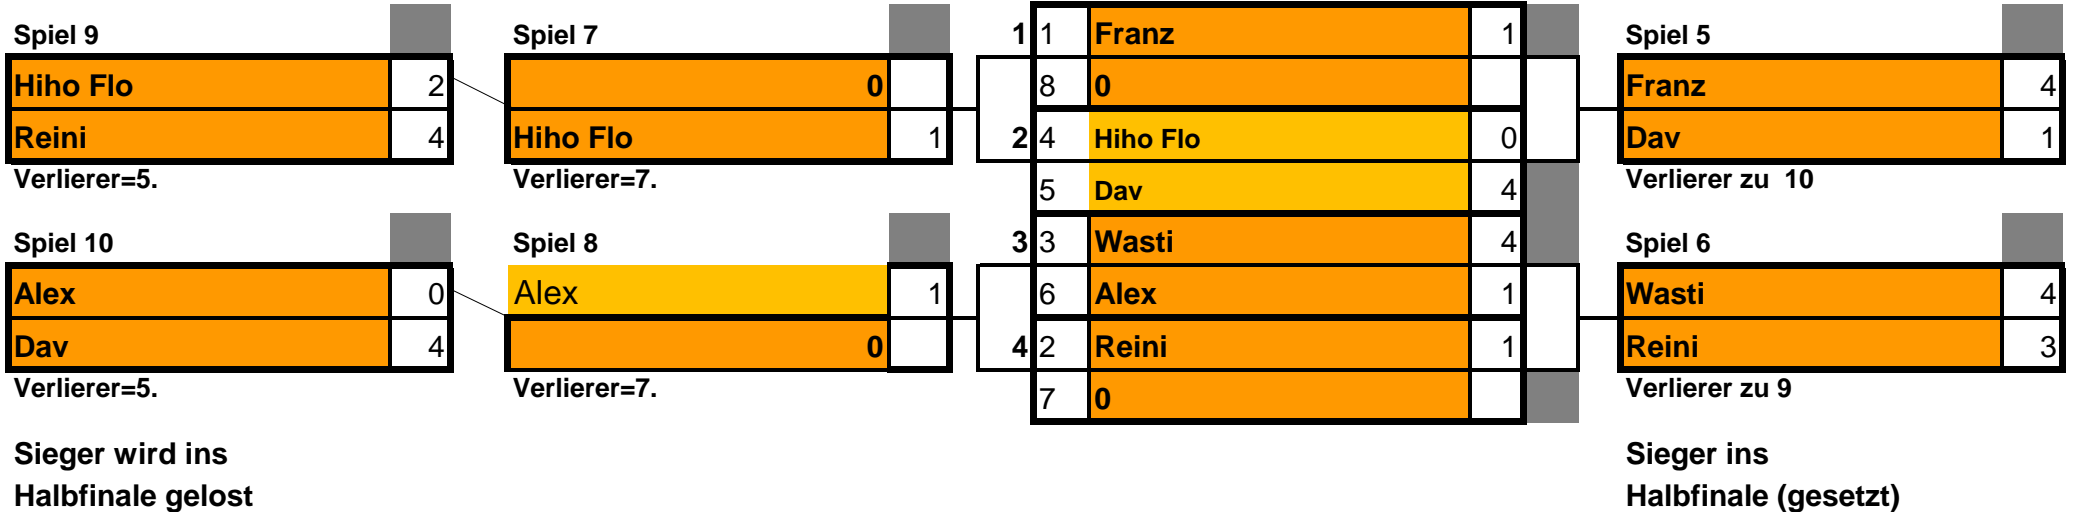 1 1 Franz 1
Spiel 9 Spiel 7 Spiel 5
Hiho Flo 2 0 8 0 Franz 4
Reini 4 Hiho Flo 1 2 4 Hiho Flo 0 Dav 1
Verlierer=5. Verlierer=7. 5 Dav 4 Verlierer zu 10
Spiel 10 Spiel 8 3 3 Wasti 4 Spiel 6
Alex 0 Alex 1 6 Alex 1 Wasti 4
Dav 4 0 4 2 Reini 1 Reini 3
Verlierer=5. Verlierer=7. 7 0 Verlierer zu 9
Sieger wird ins Sieger ins
Halbfinale gelost Halbfinale (gesetzt)